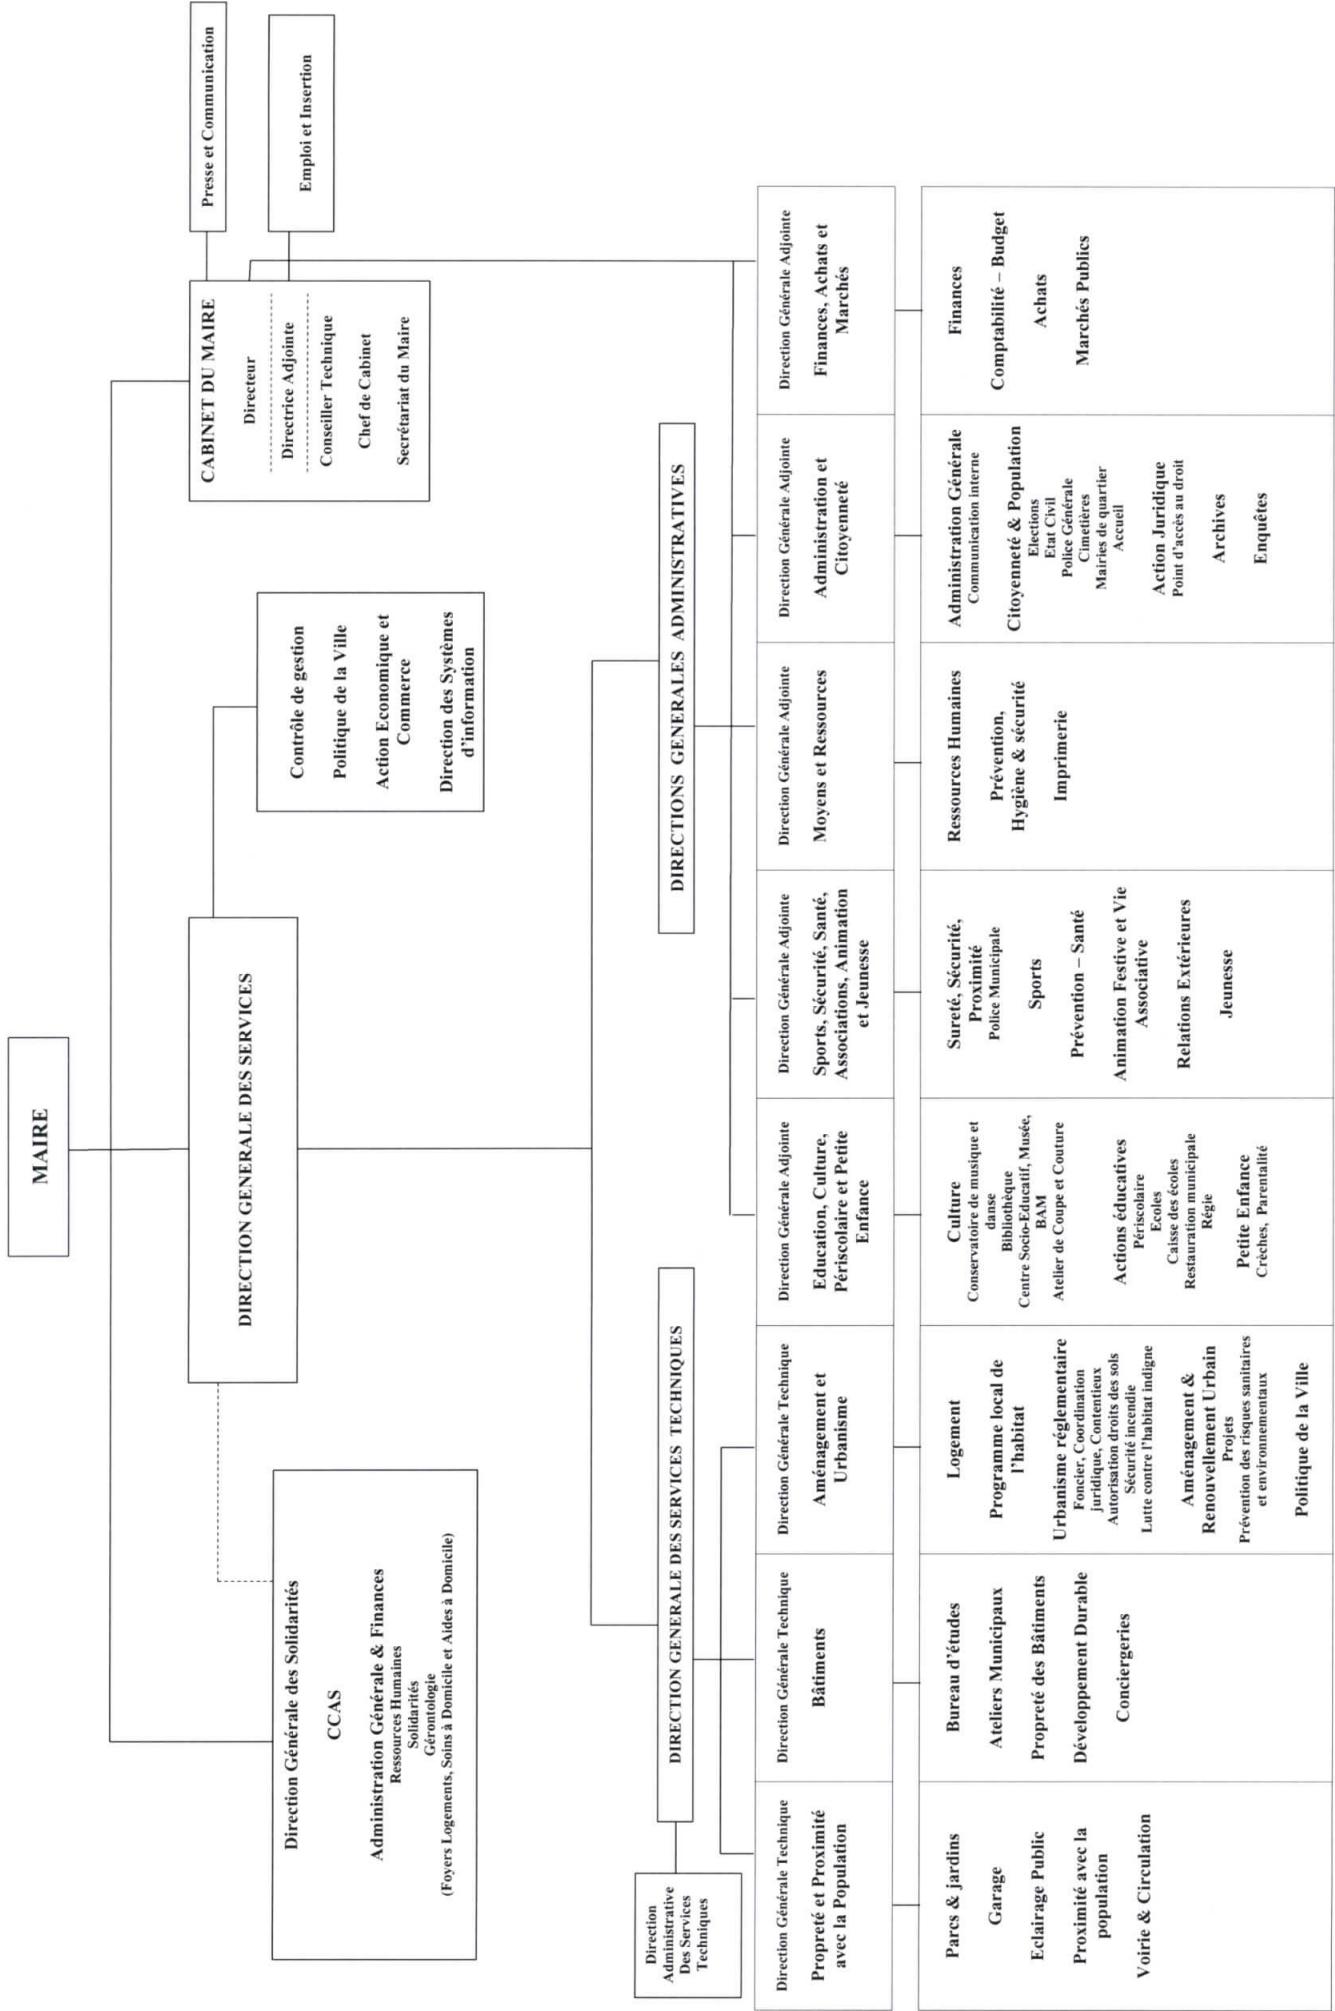 MAIRE
DIRECTION GENERALE DES SERVICES
Direction Générale des Solidarités
CCAS
Administration Générale & Finances
Ressources Humaines
Solidarités
Gérontologie
(Foyers Logements, Soins à Domicile et Aides à Domicile)
Contrôle de gestion
Politique de la Ville
Action Economique et
Commerce
Direction des Systèmes
d'information
CABINET DU MAIRE
Directeur
Directrice Adjointe
Conseiller Technique
Chef de Cabinet
Secrétariat du Maire
Presse et Communication
Emploi et Insertion
Direction
Administrative
Des Services
Techniques
DIRECTION GENERALE DES SERVICES TECHNIQUES
DIRECTIONS GENERALES ADMINISTRATIVES
Direction Générale Technique
Propreté et Proximité
avec la Population
Direction Générale Technique
Bâtiments
Direction Générale Technique
Aménagement et
Urbanisme
Direction Générale Adjointe
Education, Culture,
Périscolaire et Petite
Enfance
Direction Générale Adjointe
Sports, Sécurité, Santé,
Associations, Animation
et Jeunesse
Direction Générale Adjointe
Moyens et Ressources
Direction Générale Adjointe
Administration et
Citoyenneté
Direction Générale Adjointe
Finances, Achats et
Marchés
Parcs & jardins
Garage
Eclairage Public
Proximité avec la
population
Voirie & Circulation
Bureau d'études
Ateliers Municipaux
Propreté des Bâtiments
Développement Durable
Conciergeries
Logement
Programme local de
l'habitat
Urbanisme réglementaire
Foncier, Coordination
juridique, Contentieux
Autorisation droits des sols
Sécurité incendie
Lutte contre l'habitat indigne
Aménagement &
Renouvellement Urbain
Projets
Prévention des risques sanitaires
et environnementaux
Politique de la Ville
Culture
Conservatoire de musique et
danse
Bibliothèque
Centre Socio-Educatif, Musée,
BAM
Atelier de Coupe et Couture
Actions éducatives
Périscolaire
Ecoles
Caisse des écoles
Restauration municipale
Régie
Petite Enfance
Crèches, Parentalité
Sureté, Sécurité,
Proximité
Police Municipale
Sports
Prévention – Santé
Animation Festive et Vie
Associative
Relations Extérieures
Jeunesse
Ressources Humaines
Prévention,
Hygiène & sécurité
Imprimerie
Administration Générale
Communication interne
Citoyenneté & Population
Elections
Etat Civil
Police Générale
Cimetières
Mairies de quartier
Accueil
Action Juridique
Point d'accès au droit
Archives
Enquêtes
Finances
Comptabilité – Budget
Achats
Marchés Publics